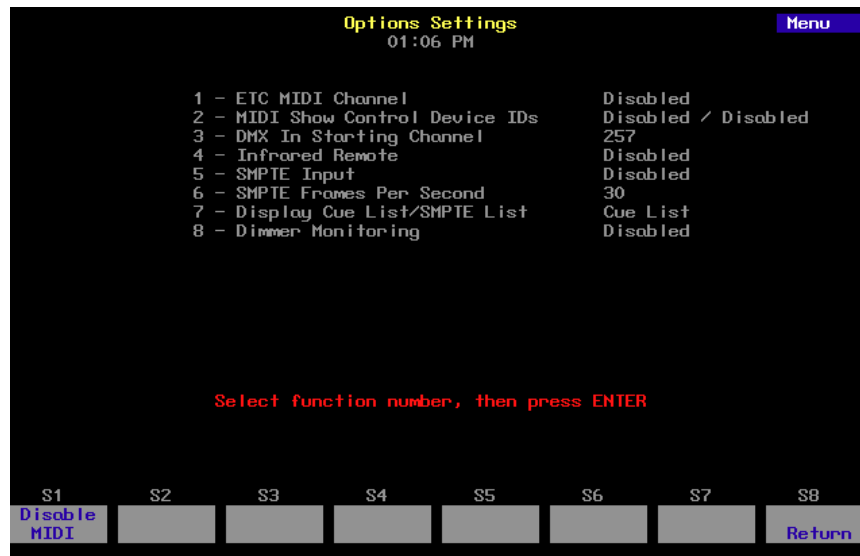 Options Settings Menu
01:06 PM
1 - ETC MIDI Channel Disabled
2 - MIDI Show Control Device IDs Disabled / Disabled
3 - DMX In Starting Channel 257
4 - Infrared Remote Disabled
5 - SMPTE Input Disabled
6 - SMPTE Frames Per Second 30
7 - Display Cue List/SMPTE List Cue List
8 - Dimmer Monitoring Disabled
Select function number, then press ENTER
S1 S2 S3 S4 S5 S6 S7 S8
Disable
MIDI Return